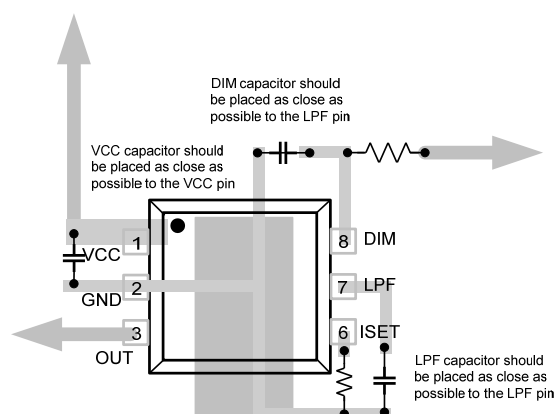 DIM capacitor should
be placed as close as
possible to the LPF pin
VCC capacitor should
be placed as close as
possible to the VCC pin
1
8
DIM
VCC
2
GND
7
LPF
3
OUT
6
ISET
LPF capacitor should
be placed as close as
possible to the LPF pin